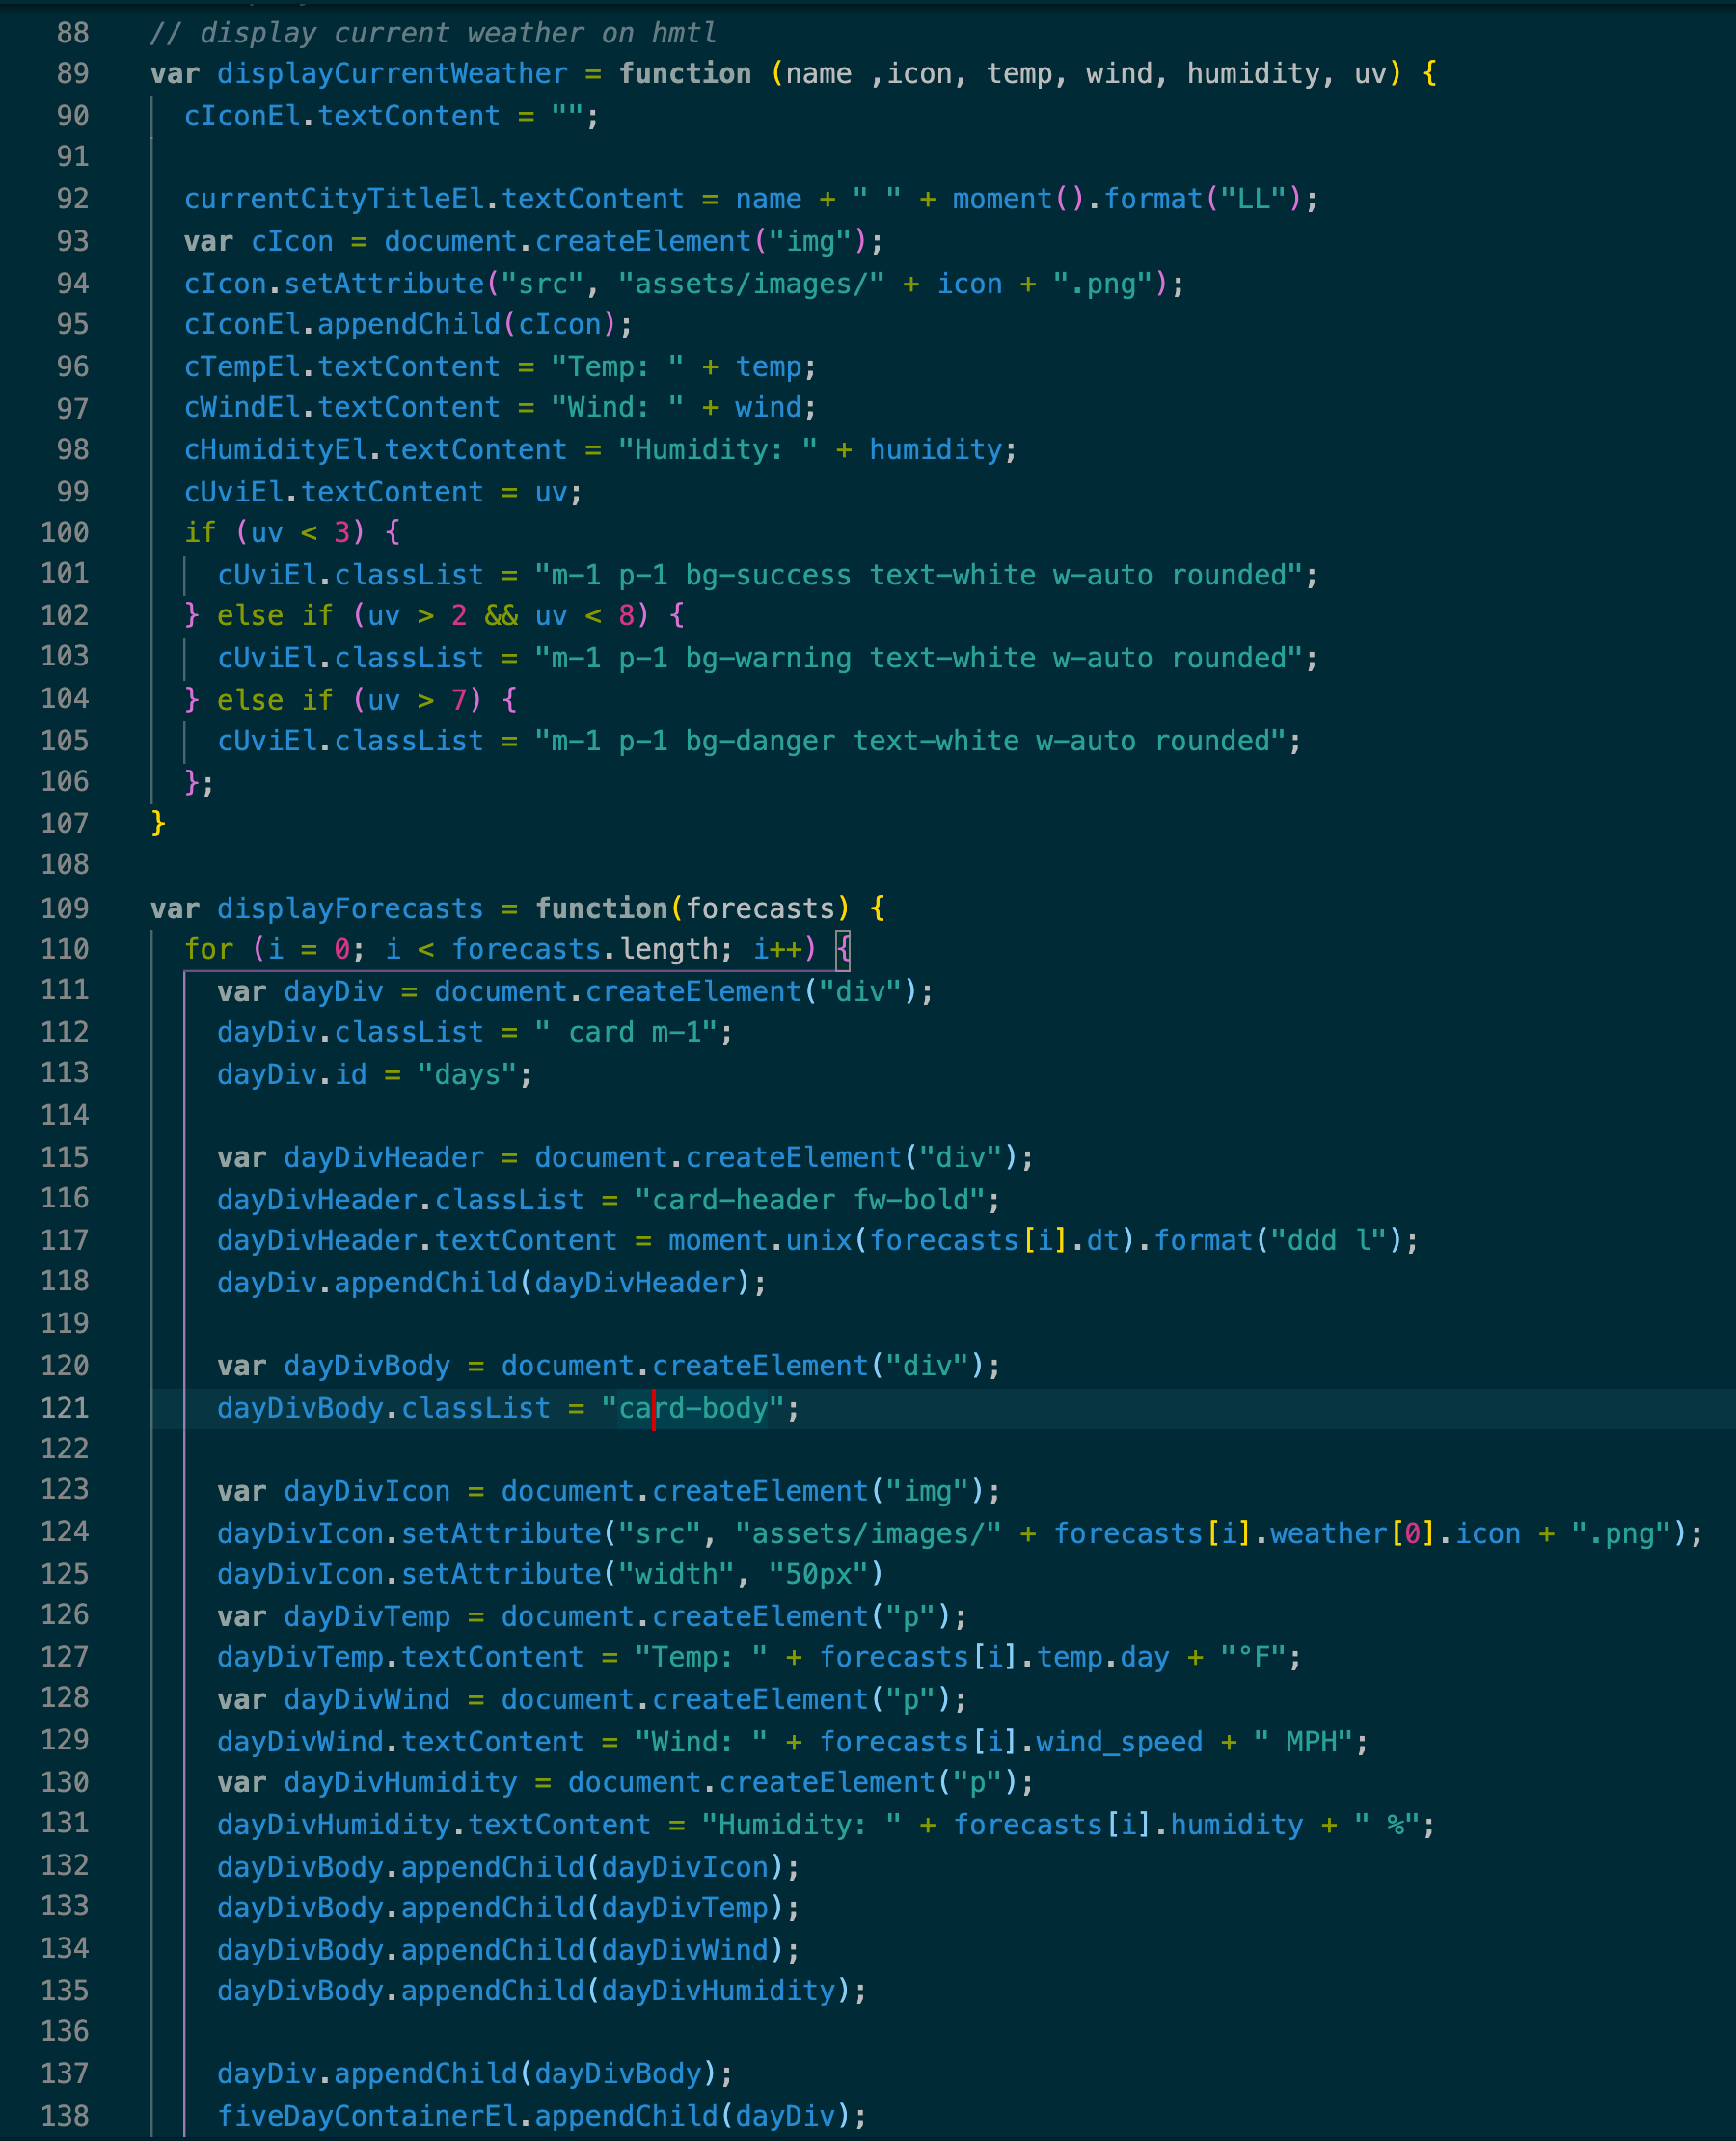 88 // display current weather on hmtl
89 var displayCurrentWeather = function (name ,icon, temp, wind, humidity, uv) {
90   cIconEl.textContent = "";
91
92   currentCityTitleEl.textContent = name + " " + moment().format("LL");
93   var cIcon = document.createElement("img");
94   cIcon.setAttribute("src", "assets/images/" + icon + ".png");
95   cIconEl.appendChild(cIcon);
96   cTempEl.textContent = "Temp: " + temp;
97   cWindEl.textContent = "Wind: " + wind;
98   cHumidityEl.textContent = "Humidity: " + humidity;
99   cUviEl.textContent = uv;
100   if (uv < 3) {
101     cUviEl.classList = "m-1 p-1 bg-success text-white w-auto rounded";
102   } else if (uv > 2 && uv < 8) {
103     cUviEl.classList = "m-1 p-1 bg-warning text-white w-auto rounded";
104   } else if (uv > 7) {
105     cUviEl.classList = "m-1 p-1 bg-danger text-white w-auto rounded";
106   };
107 }
108
109 var displayForecasts = function(forecasts) {
110   for (i = 0; i < forecasts.length; i++) {
111     var dayDiv = document.createElement("div");
112     dayDiv.classList = " card m-1";
113     dayDiv.id = "days";
114
115     var dayDivHeader = document.createElement("div");
116     dayDivHeader.classList = "card-header fw-bold";
117     dayDivHeader.textContent = moment.unix(forecasts[i].dt).format("ddd l");
118     dayDiv.appendChild(dayDivHeader);
119
120     var dayDivBody = document.createElement("div");
121     dayDivBody.classList = "card-body";
122
123     var dayDivIcon = document.createElement("img");
124     dayDivIcon.setAttribute("src", "assets/images/" + forecasts[i].weather[0].icon + ".png");
125     dayDivIcon.setAttribute("width", "50px")
126     var dayDivTemp = document.createElement("p");
127     dayDivTemp.textContent = "Temp: " + forecasts[i].temp.day + "°F";
128     var dayDivWind = document.createElement("p");
129     dayDivWind.textContent = "Wind: " + forecasts[i].wind_speed + " MPH";
130     var dayDivHumidity = document.createElement("p");
131     dayDivHumidity.textContent = "Humidity: " + forecasts[i].humidity + " %";
132     dayDivBody.appendChild(dayDivIcon);
133     dayDivBody.appendChild(dayDivTemp);
134     dayDivBody.appendChild(dayDivWind);
135     dayDivBody.appendChild(dayDivHumidity);
136
137     dayDiv.appendChild(dayDivBody);
138     fiveDayContainerEl.appendChild(dayDiv);